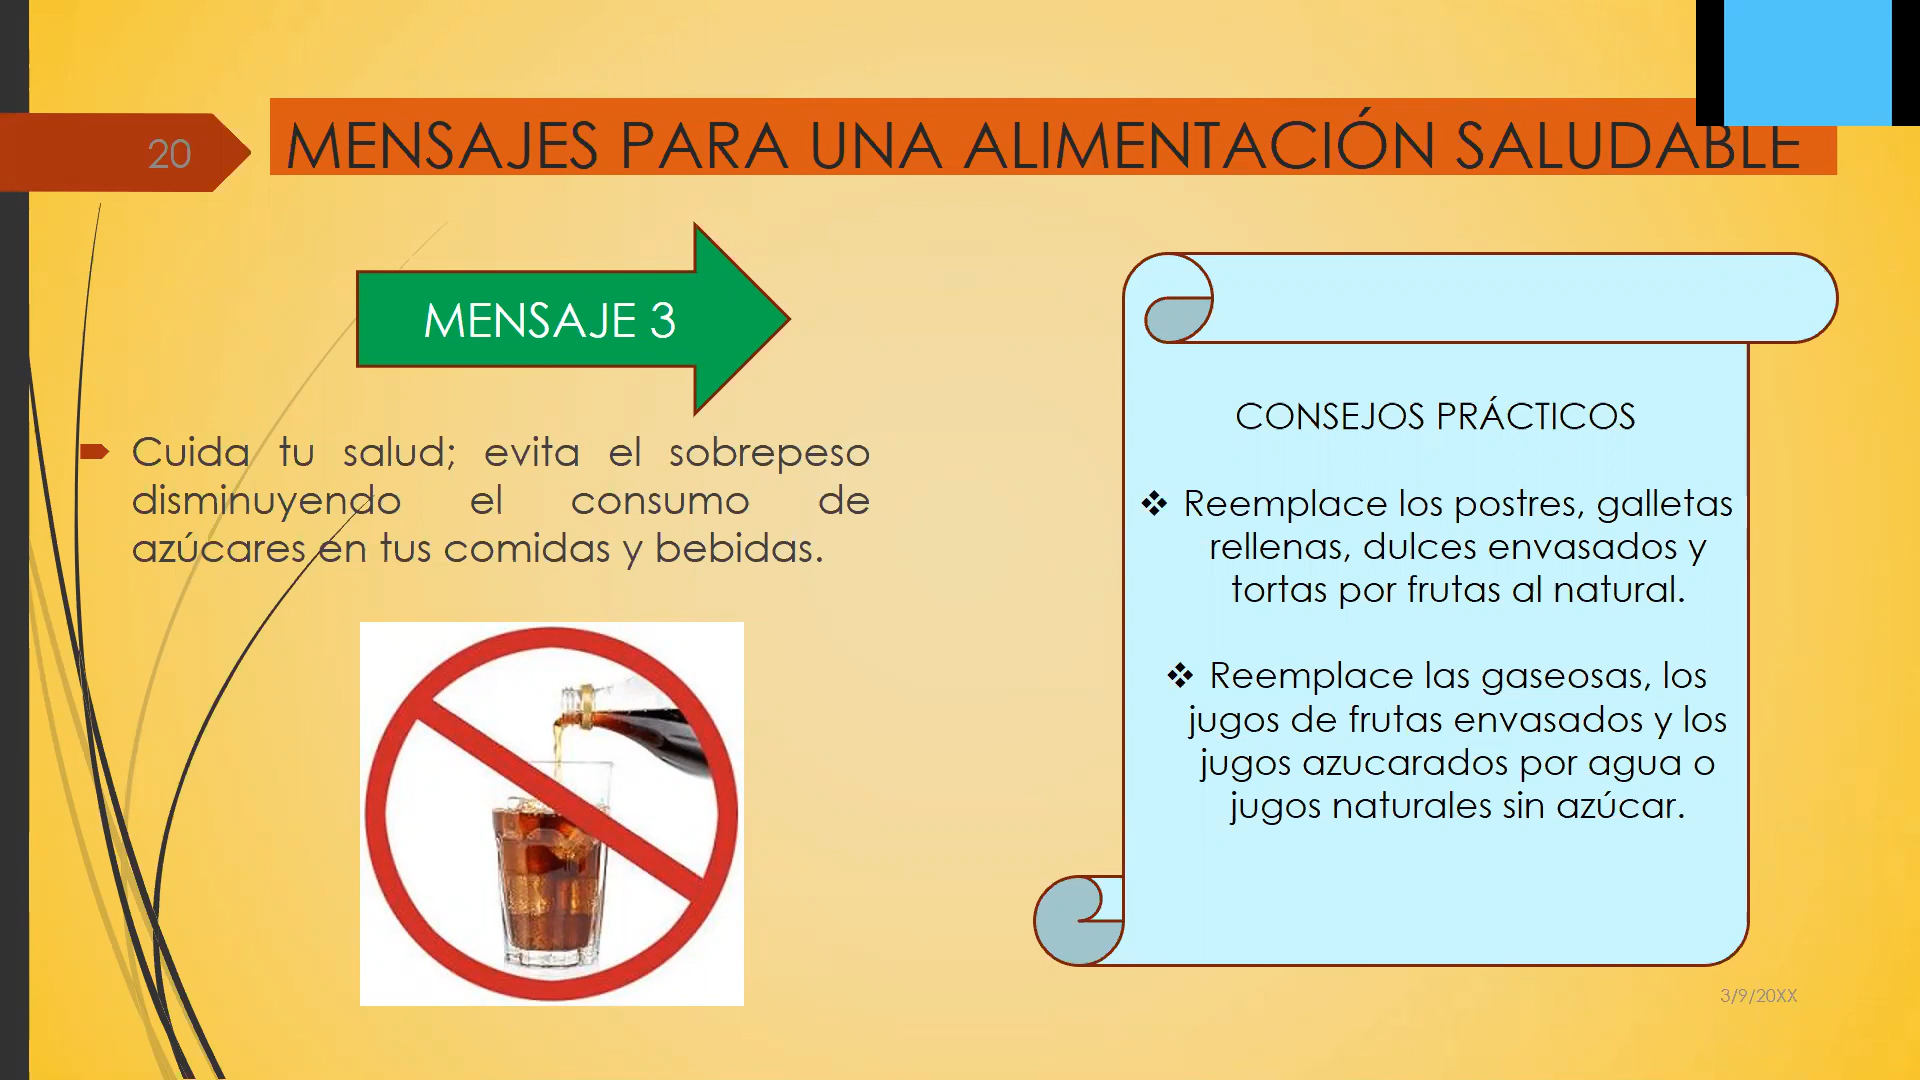 20
MENSAJES PARA UNA ALIMENTACIÓN SALUDABLE
MENSAJE 3
Cuida tu salud; evita el sobrepeso
disminuyendo el consumo de
azúcares en tus comidas y bebidas.
CONSEJOS PRÁCTICOS
❖ Reemplace los postres, galletas
rellenas, dulces envasados y
tortas por frutas al natural.
❖ Reemplace las gaseosas, los
jugos de frutas envasados y los
jugos azucarados por agua o
jugos naturales sin azúcar.
3/9/20XX